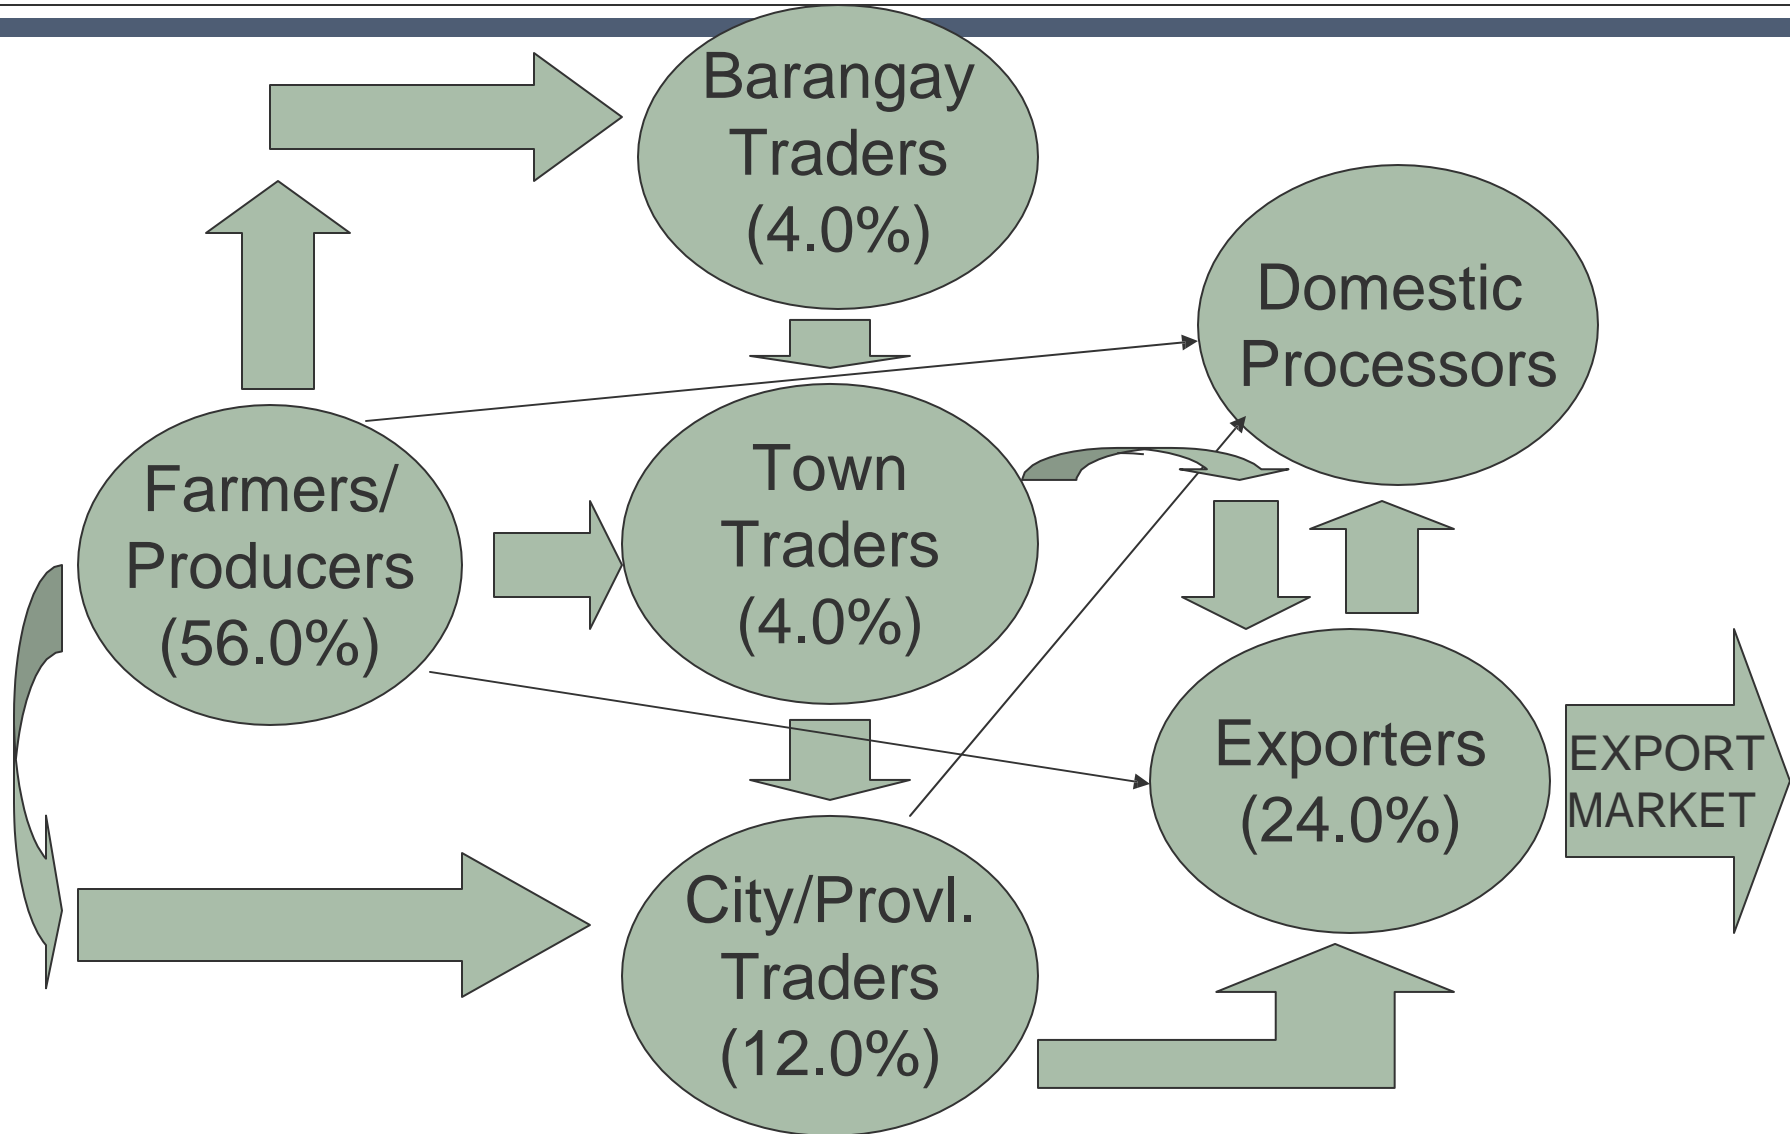 Barangay
Traders
(4.0%)
Domestic
Processors
Farmers/
Producers
(56.0%)
Town
Traders
(4.0%)
Exporters
(24.0%)
EXPORT
MARKET
City/Provl.
Traders
(12.0%)